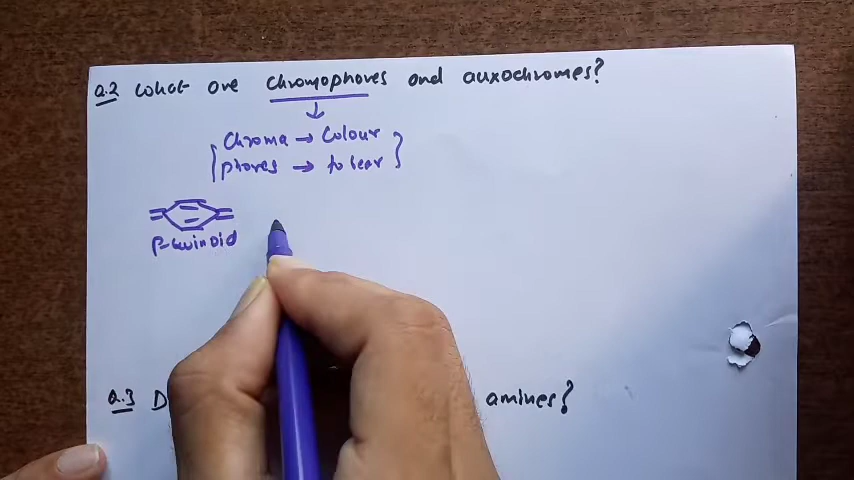 Q.2 What are chromophores and auxochromes?
Chroma → Colour
phores → to bear
P-Quinoid
Q.3 D amines?